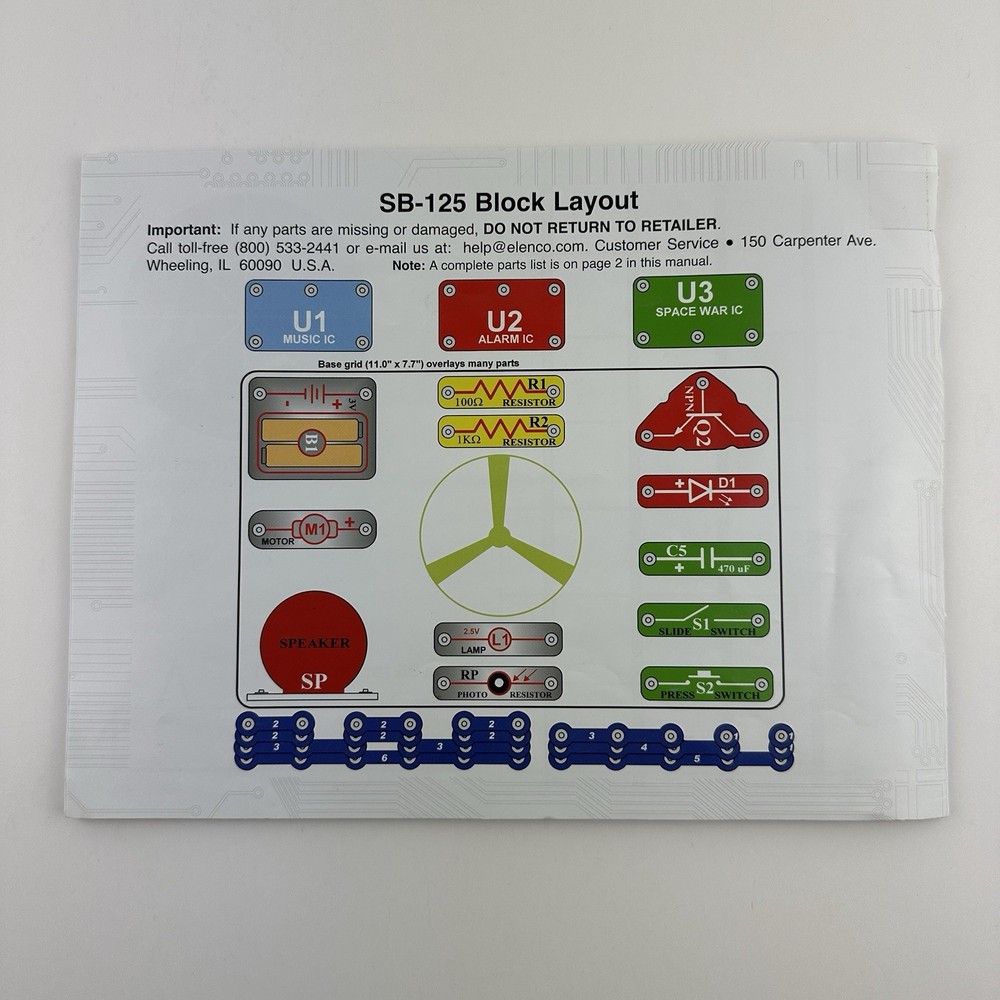 SB-125 Block Layout
Important: If any parts are missing or damaged, DO NOT RETURN TO RETAILER.
Call toll-free (800) 533-2441 or e-mail us at: help@elenco.com. Customer Service • 150 Carpenter Ave.
Wheeling, IL 60090 U.S.A. Note: A complete parts list is on page 2 in this manual.
U1
MUSIC IC
U2
ALARM IC
U3
SPACE WAR IC
Base grid (11.0" x 7.7") overlays many parts
- + 3V
B1
R1
100Ω RESISTOR
R2
1KΩ RESISTOR
NPN
Q2
+ D1
M1 +
MOTOR
C5
+ 470 uF
S1
SLIDE SWITCH
SPEAKER
SP
2.5V L1
LAMP
RP
PHOTO RESISTOR
S2
PRESS SWITCH
2 2 2
2 2 2
3 3
6
3 1 1
4 1
5